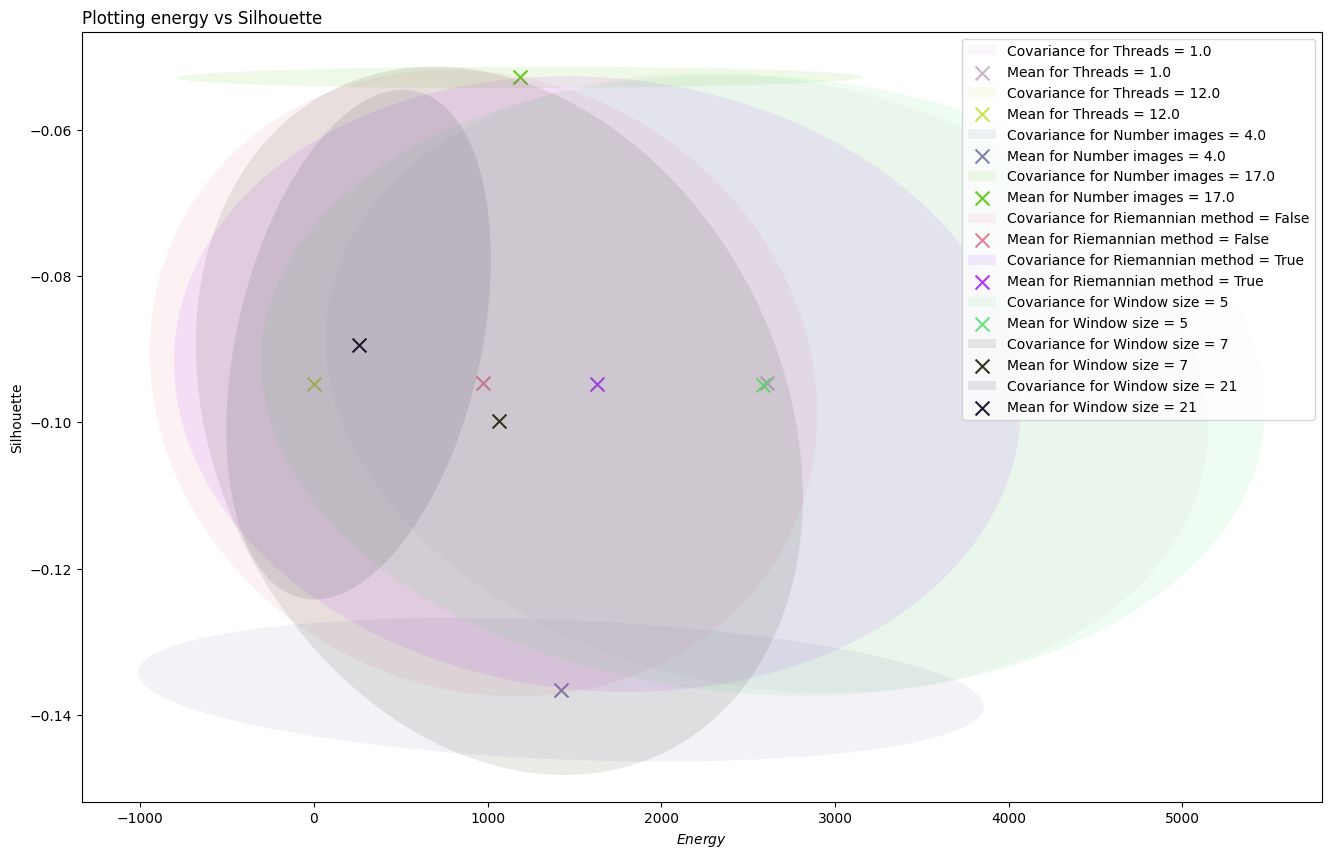 Plotting energy vs Silhouette
Covariance for Threads = 1.0
Mean for Threads = 1.0
Covariance for Threads = 12.0
Mean for Threads = 12.0
Covariance for Number images = 4.0
Mean for Number images = 4.0
Covariance for Number images = 17.0
Mean for Number images = 17.0
Covariance for Riemannian method = False
Mean for Riemannian method = False
Covariance for Riemannian method = True
Mean for Riemannian method = True
Covariance for Window size = 5
Mean for Window size = 5
Covariance for Window size = 7
Mean for Window size = 7
Covariance for Window size = 21
Mean for Window size = 21
Silhouette
−0.06
−0.08
−0.10
−0.12
−0.14
−1000
0
1000
2000
3000
4000
5000
Energy